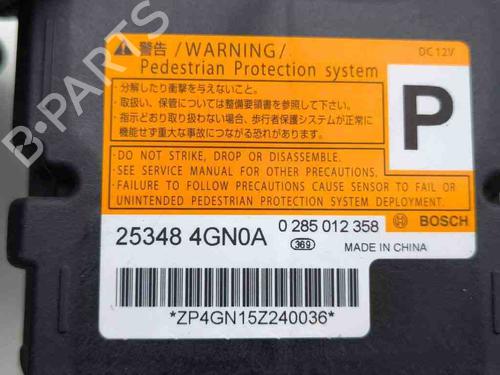 警告 /WARNING/
DC12V
Pedestrian Protection system
・分解したり衝撃を与えないこと。
・取扱い、保管については整備要領書を参照して下さい。
・指示どおり取り扱わない場合、歩行者保護システムが正常に
機能せず重大な事故につながる恐れがあります。
P
- DO NOT STRIKE, DROP OR DISASSEMBLE.
- SEE SERVICE MANUAL FOR OTHER PRECAUTIONS.
- FAILURE TO FOLLOW PRECAUTIONS CAUSE SENSOR TO FAIL OR
UNINTENDED PEDESTRIAN PROTECTION SYSTEM DEPLOYMENT.
25348 4GN0A
0 285 012 358
BOSCH
369
MADE IN CHINA
*ZP4GN15Z240036*
B-PARTS